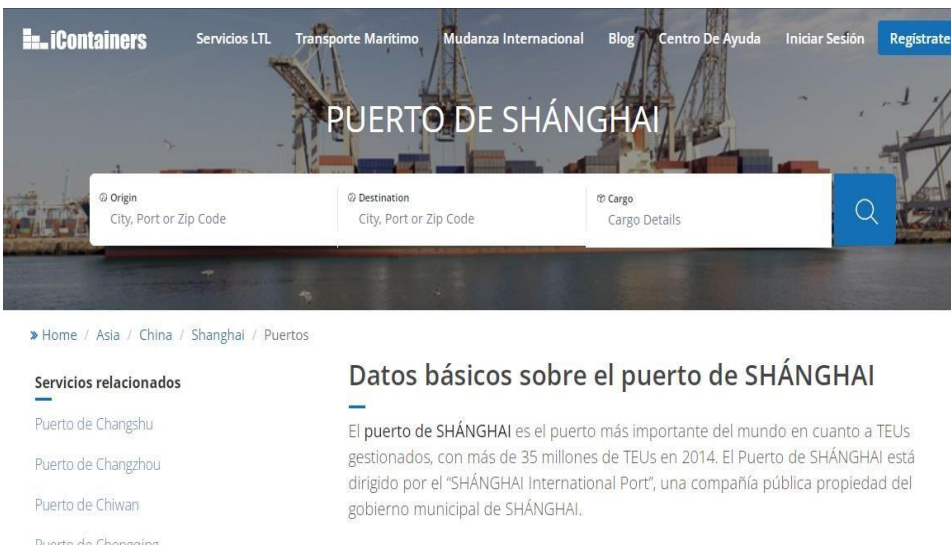 iContainers
Servicios LTL Transporte Marítimo Mudanza Internacional Blog Centro De Ayuda Iniciar Sesión Regístrate
PUERTO DE SHÁNGHAI
Origin Destination Cargo
City, Port or Zip Code City, Port or Zip Code Cargo Details
» Home / Asia / China / Shanghai / Puertos
Servicios relacionados
Puerto de Changshu
Puerto de Changzhou
Puerto de Chiwan
Puerto de Chongqing
Datos básicos sobre el puerto de SHÁNGHAI
El puerto de SHÁNGHAI es el puerto más importante del mundo en cuanto a TEUs
gestionados, con más de 35 millones de TEUs en 2014. El Puerto de SHÁNGHAI está
dirigido por el “SHÁNGHAI International Port”, una compañía pública propiedad del
gobierno municipal de SHÁNGHAI.